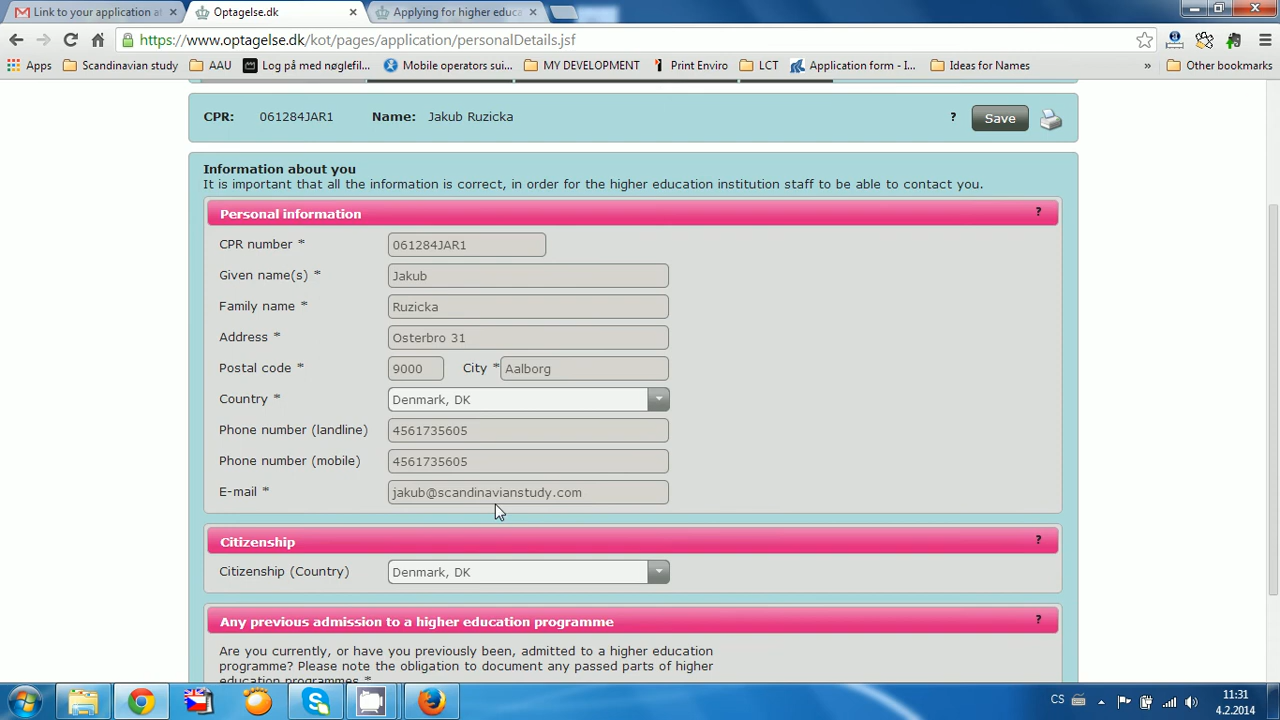 Link to your application at
Optagelse.dk
Applying for higher educa
https://www.optagelse.dk/kot/pages/application/personalDetails.jsf
Apps Scandinavian study AAU Log på med nøglefil... Mobile operators sui... MY DEVELOPMENT Print Enviro LCT Application form - I... Ideas for Names » Other bookmarks
CPR: 061284JAR1 Name: Jakub Ruzicka ? Save
Information about you
It is important that all the information is correct, in order for the higher education institution staff to be able to contact you.
Personal information ?
CPR number * 061284JAR1
Given name(s) * Jakub
Family name * Ruzicka
Address * Osterbro 31
Postal code * 9000 City * Aalborg
Country * Denmark, DK
Phone number (landline) 4561735605
Phone number (mobile) 4561735605
E-mail * jakub@scandinavianstudy.com
Citizenship ?
Citizenship (Country) Denmark, DK
Any previous admission to a higher education programme ?
Are you currently, or have you previously been, admitted to a higher education
programme? Please note the obligation to document any passed parts of higher
education programmes *
CS 11:31
4.2.2014